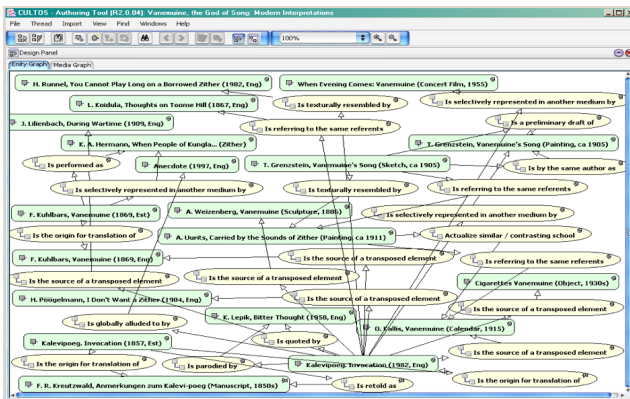 CULTOS - Authoring Tool [R2.0.04]: Vanemuine, the God of Song: Modern Interpretations
File Thread Import View Find Windows Help
100%
Design Panel
Enity Graph Media Graph
H. Runnel, You Cannot Play Long on a Borrowed Zither (1982, Eng)
When Evening Comes: Vanemuine (Concert Film, 1955)
L. Koidula, Thoughts on Toome Hill (1867, Eng)
Is texturally resembled by
Is selectively represented in another medium by
J. Lilienbach, During Wartime (1909, Eng)
Is referring to the same referents
Is a preliminary draft of
K. A. Hermann, When People of Kungla... (Zither)
T. Grenzstein, Vanemuine's Song (Painting, ca 1905)
Is performed as
Anecdote (1997, Eng)
T. Grenzstein, Vanemuine's Song (Sketch, ca 1905)
Is by the same author as
Is selectively represented in another medium by
Is texturally resembled by
Is referring to the same referents
F. Kuhlbars, Vanemuine (1869, Est)
A. Weizenberg, Vanemuine (Sculpture, 1886)
Is selectively represented in another medium by
Is the origin for translation of
A. Uurits, Carried by the Sounds of Zither (Painting, ca 1911)
Actualize similar / contrasting school
F. Kuhlbars, Vanemuine (1869, Eng)
Is the source of a transposed element
Is referring to the same referents
Is the source of a transposed element
Is the source of a transposed element
Cigarettes Vanemuine (Object, 1930s)
H. Pöögelmann, I Don't Want a Zither (1904, Eng)
Is the source of a transposed element
Is the source of a transposed element
Is globally alluded to by
K. Lepik, Bitter Thought (1958, Eng)
O. Kallis, Vanemuine (Calendar, 1915)
Kalevipoeg. Invocation (1857, Est)
Is quoted by
Is the source of a transposed element
Is the origin for translation of
Is parodied by
Kalevipoeg. Invocation (1982, Eng)
Is the source of a transposed element
F. R. Kreutzwald, Annerkungen zum Kalevi-poeg (Manuscript, 1850s)
Is retold as
Is the origin for translation of